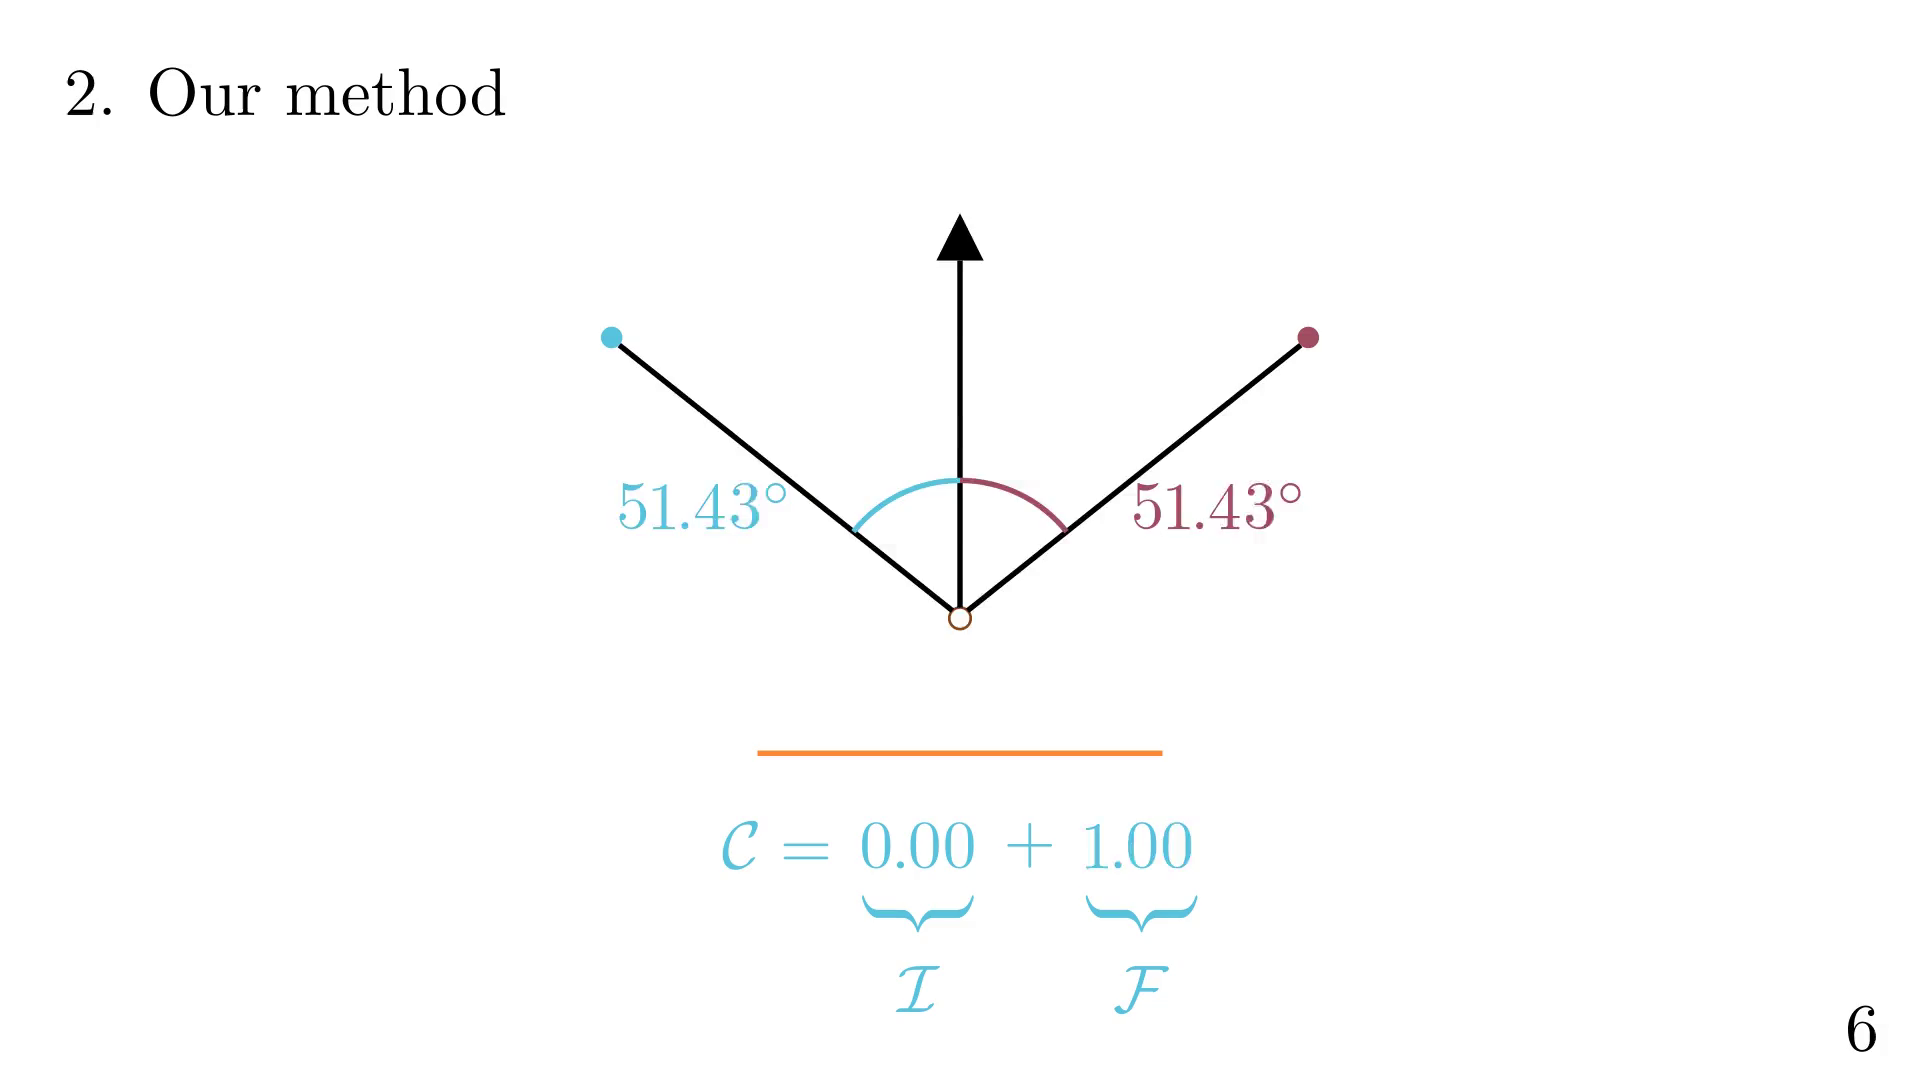 2. Our method
51.43° 51.43°
𝒞 = 0.00 + 1.00
ℐ ℱ
6